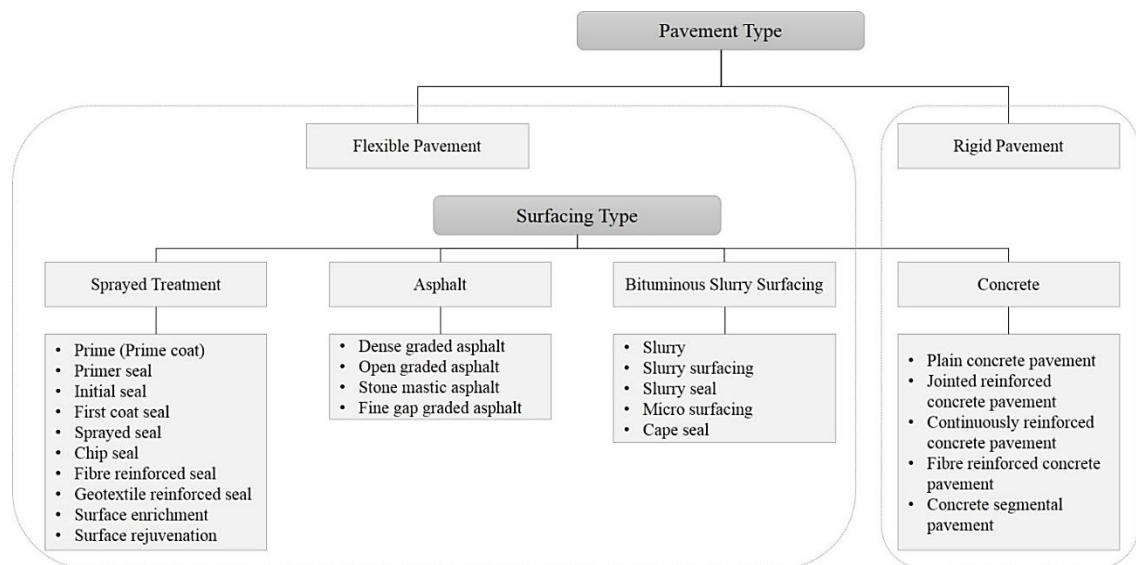 Pavement Type
Flexible Pavement
Rigid Pavement
Surfacing Type
Sprayed Treatment
Asphalt
Bituminous Slurry Surfacing
Concrete
• Prime (Prime coat)
• Primer seal
• Initial seal
• First coat seal
• Sprayed seal
• Chip seal
• Fibre reinforced seal
• Geotextile reinforced seal
• Surface enrichment
• Surface rejuvenation
• Dense graded asphalt
• Open graded asphalt
• Stone mastic asphalt
• Fine gap graded asphalt
• Slurry
• Slurry surfacing
• Slurry seal
• Micro surfacing
• Cape seal
• Plain concrete pavement
• Jointed reinforced
concrete pavement
• Continuously reinforced
concrete pavement
• Fibre reinforced concrete
pavement
• Concrete segmental
pavement